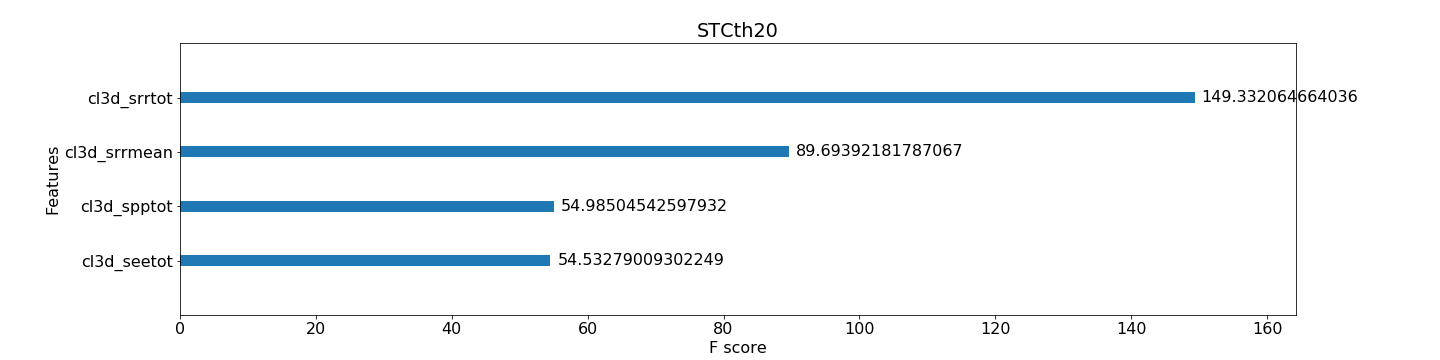 STCth20
Features
cl3d_srrtot
149.332064664036
cl3d_srrmean
89.69392181787067
cl3d_spptot
54.98504542597932
cl3d_seetot
54.53279009302249
0 20 40 60 80 100 120 140 160
F score